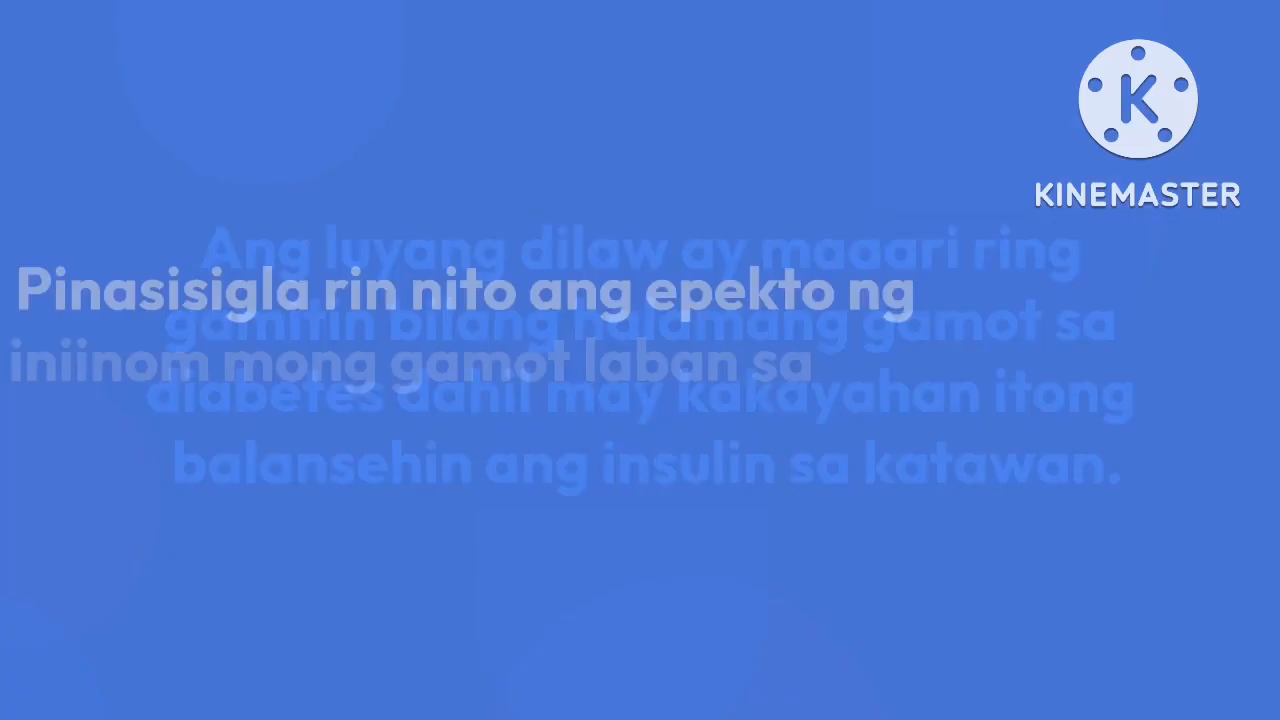 KINEMASTER
Ang luyang dilaw ay maaari ring
gamitin bilang halamang gamot sa
diabetes dahil may kakayahan itong
balansehin ang insulin sa katawan.
Pinasisigla rin nito ang epekto ng
iniinom mong gamot laban sa